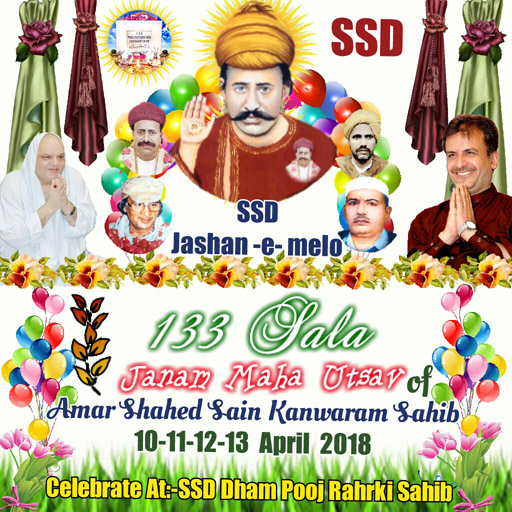 SSD
SSD
Jashan -e- melo
133 Sala
Janam Maha Utsav of
Amar Shahed Sain Kanwaram Sahib
10-11-12-13 April 2018
Celebrate At:-SSD Dham Pooj Rahrki Sahib